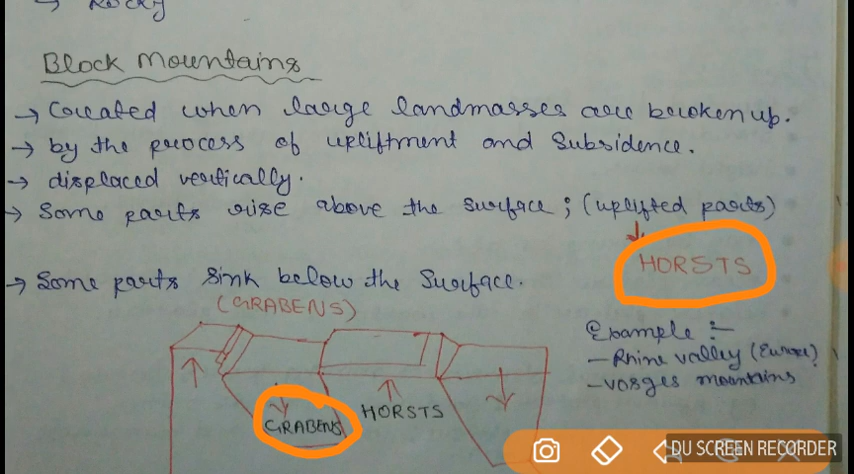 → Rocky
Block Mountains
→ Created when large landmasses are broken up.
→ by the process of upliftment and Subsidence.
→ displaced vertically.
→ Some parts rise above the surface; (uplifted parts)
HORSTS
→ Some parts Sink below the Surface.
(GRABENS)
Example :-
- Rhine valley (Europe)
- Vosges mountains
GRABENS
HORSTS
DU SCREEN RECORDER